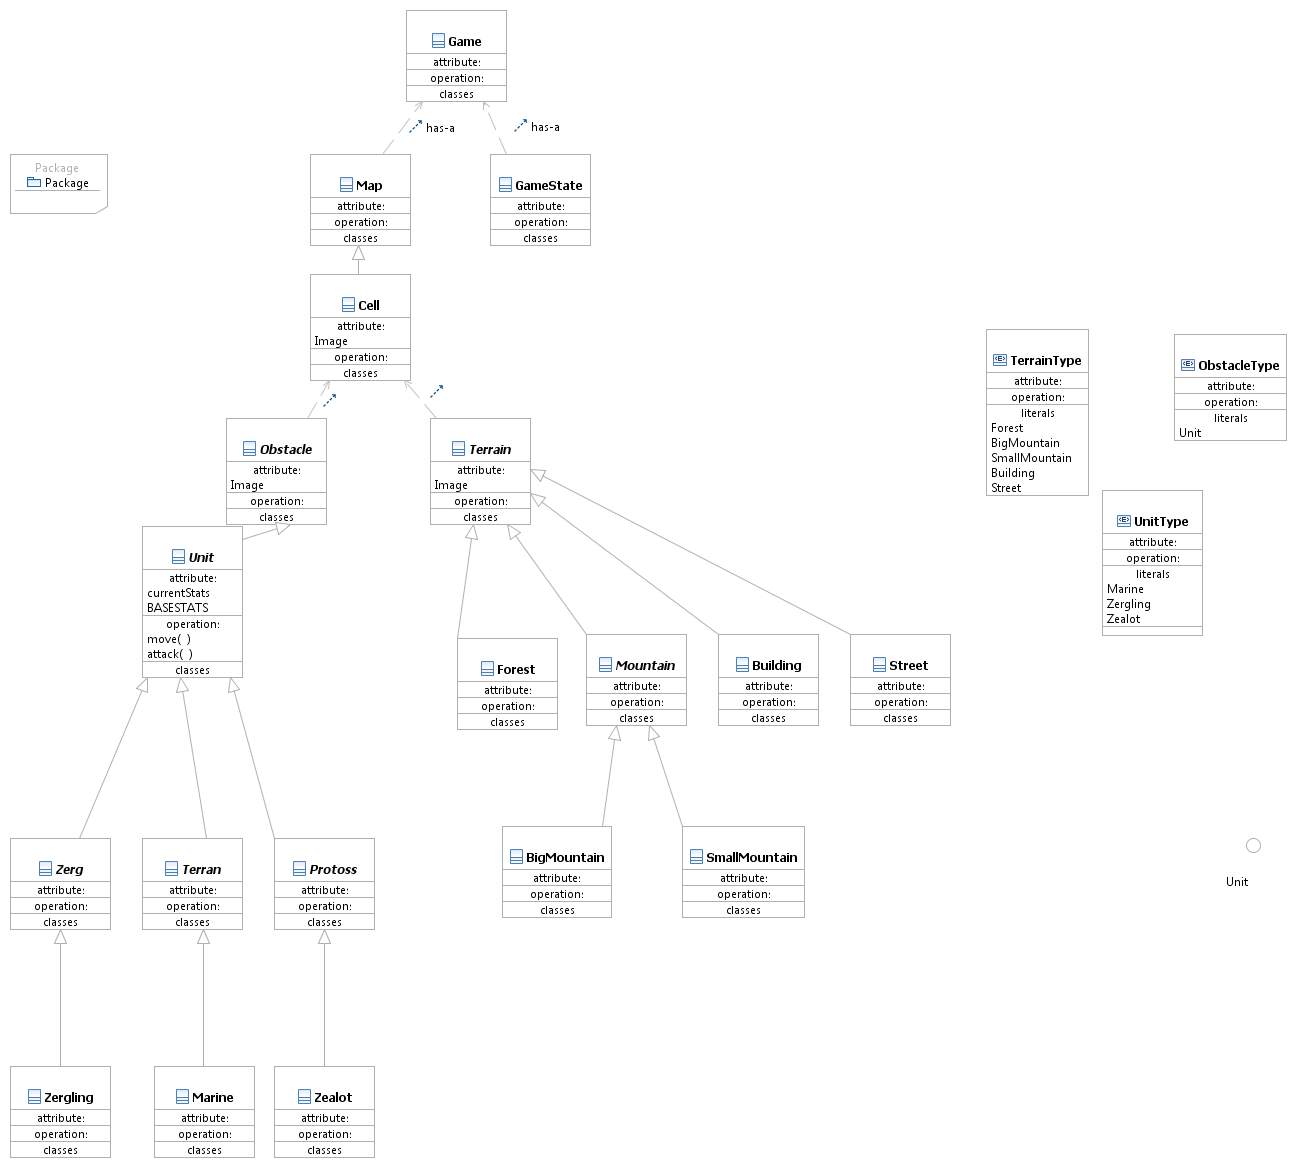 Game
attribute:
operation:
classes
has-a
has-a
Package
Package
Map
attribute:
operation:
classes
GameState
attribute:
operation:
classes
Cell
attribute:
Image
operation:
classes
TerrainType
attribute:
operation:
literals
Forest
BigMountain
SmallMountain
Building
Street
ObstacleType
attribute:
operation:
literals
Unit
Obstacle
attribute:
Image
operation:
classes
Terrain
attribute:
Image
operation:
classes
UnitType
attribute:
operation:
literals
Marine
Zergling
Zealot
Unit
attribute:
currentStats
BASESTATS
operation:
move( )
attack( )
classes
Forest
attribute:
operation:
classes
Mountain
attribute:
operation:
classes
Building
attribute:
operation:
classes
Street
attribute:
operation:
classes
Zerg
attribute:
operation:
classes
Terran
attribute:
operation:
classes
Protoss
attribute:
operation:
classes
BigMountain
attribute:
operation:
classes
SmallMountain
attribute:
operation:
classes
Unit
Zergling
attribute:
operation:
classes
Marine
attribute:
operation:
classes
Zealot
attribute:
operation:
classes